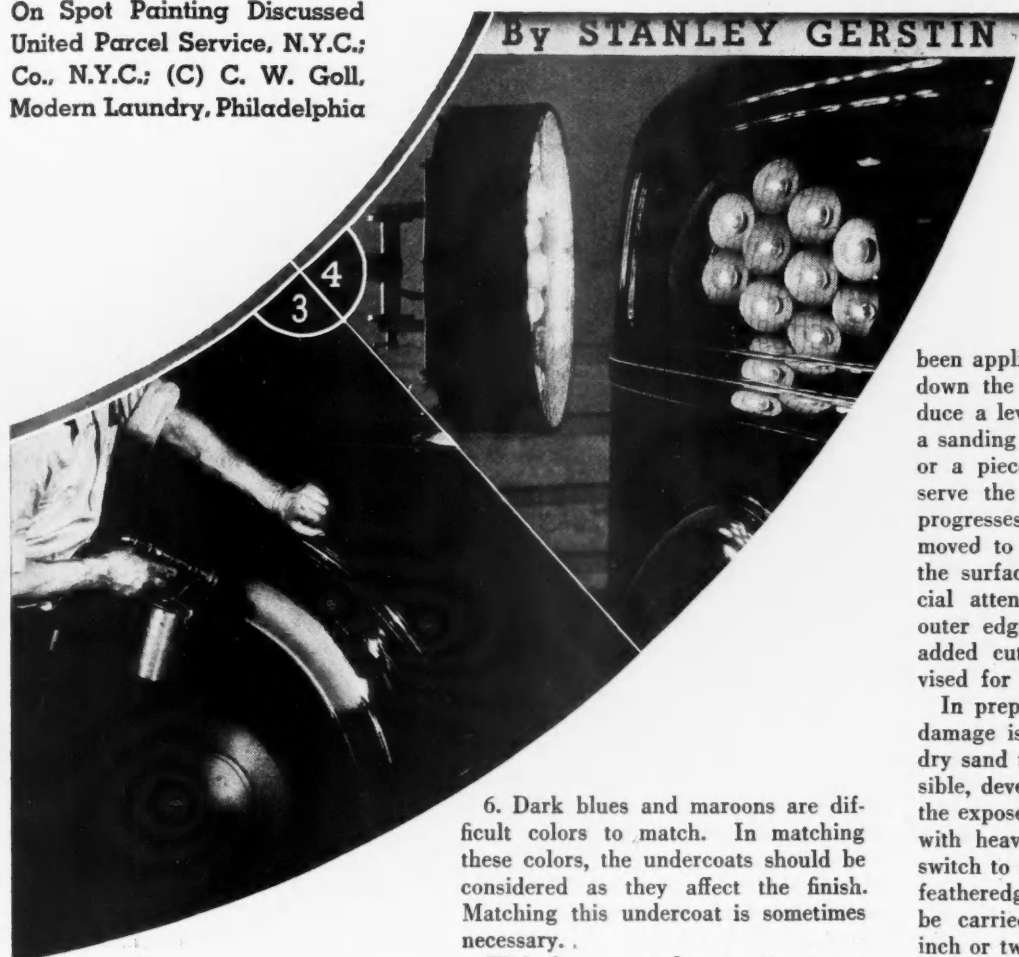 On Spot Painting Discussed
United Parcel Service, N.Y.C.;
Co., N.Y.C.; (C) C. W. Goll,
Modern Laundry, Philadelphia
By STANLEY GERSTIN
4
3
6. Dark blues and maroons are dif-
ficult colors to match. In matching
these colors, the undercoats should be
considered as they affect the finish.
Matching this undercoat is sometimes
necessary.
been appli
down the
duce a lev
a sanding
or a piec
serve the
progresses
moved to
the surfac
cial atten
outer edg
added cut
vised for
In prep
damage is
dry sand t
sible, deve
the expose
with heav
switch to
featheredg
be carrie
inch or tw